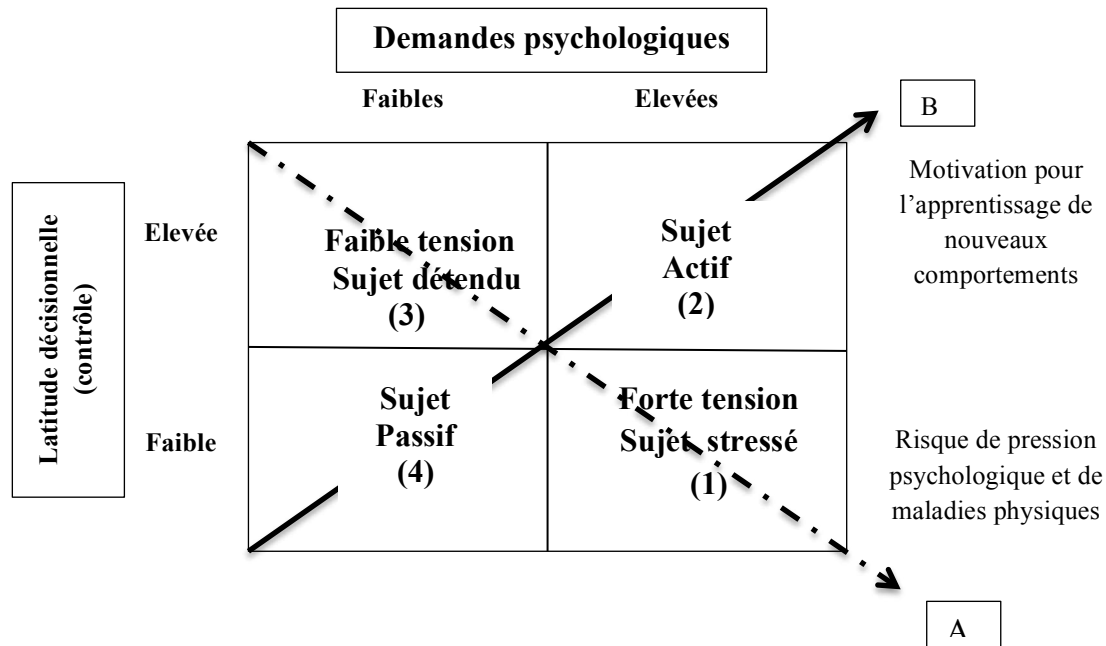 Demandes psychologiques
Faibles
Elevées
B
Motivation pour
l'apprentissage de
nouveaux
comportements
Latitude décisionnelle
(contrôle)
Elevée
Faible tension
Sujet détendu
(3)
Sujet
Actif
(2)
Faible
Sujet
Passif
(4)
Forte tension
Sujet stressé
(1)
Risque de pression
psychologique et de
maladies physiques
A